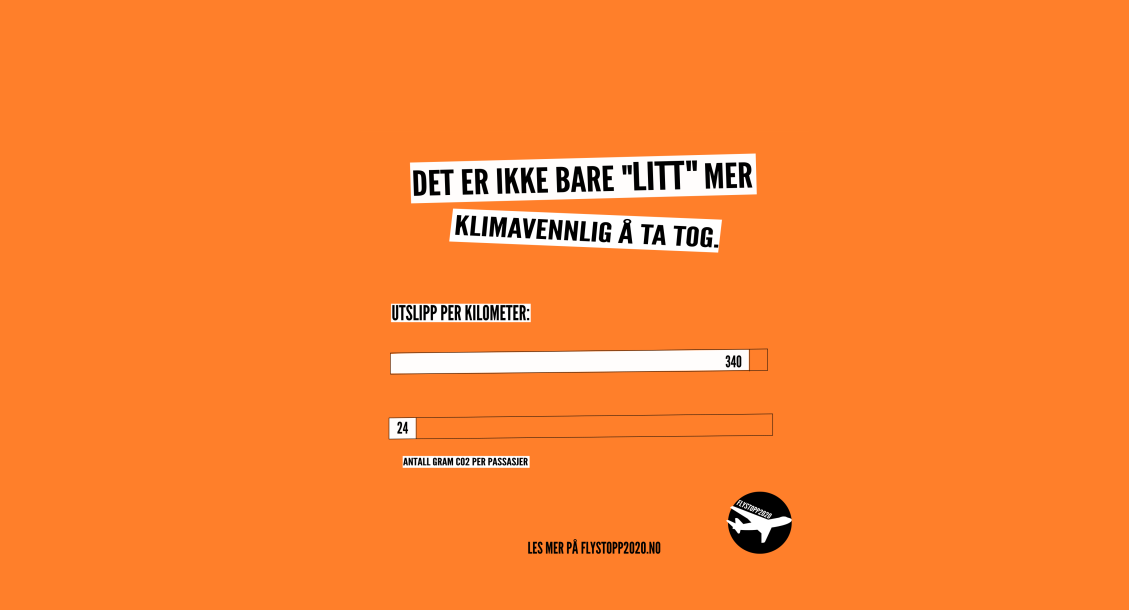 DET ER IKKE BARE "LITT" MER
KLIMAVENNLIG Å TA TOG.
UTSLIPP PER KILOMETER:
340
24
ANTALL GRAM CO2 PER PASSASJER
FLYSTOPP2020
LES MER PÅ FLYSTOPP2020.NO